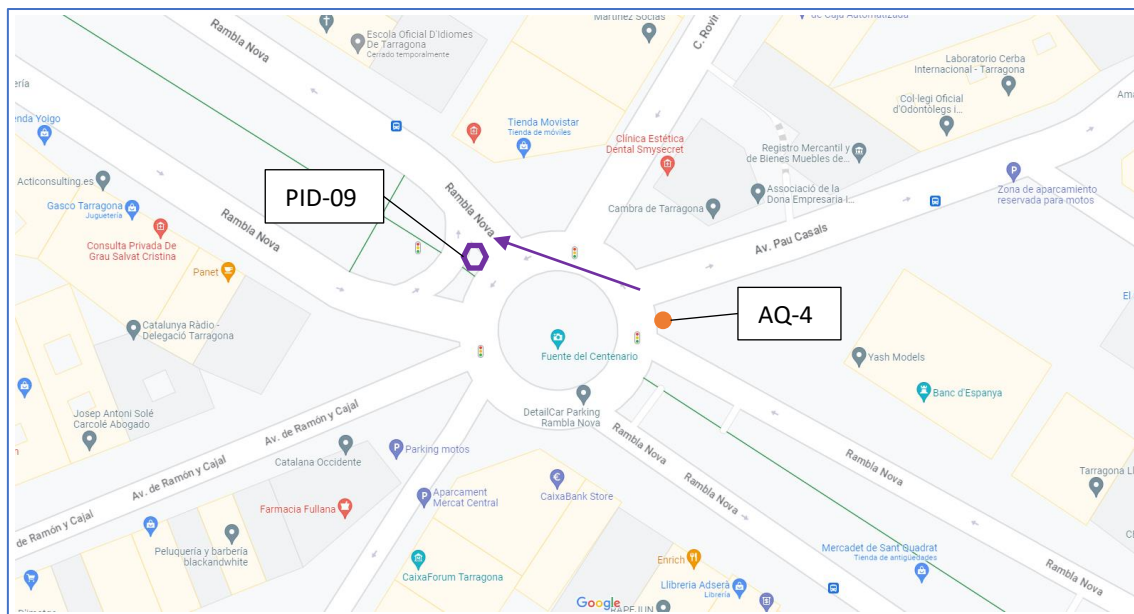 Rambla Nova
Escola Oficial D'Idiomes
De Tarragona
Cerrado temporalmente
Martinez Socias
C. Rovir
de Caja Automatizada
Laboratorio Cerba
Internacional - Tarragona
Col·legi Oficial
d'Odontòlegs i...
Ama
ería
enda Yoigo
Tienda Movistar
Tienda de móviles
Clínica Estética
Dental Smysecret
Registro Mercantil y
de Bienes Muebles de...
Acticonsulting.es
Gasco Tarragona
Juguetería
PID-09
Rambla Nova
Cambra de Tarragona
Associació de la
Dona Empresaria i...
Zona de aparcamiento
reservada para motos
Rambla Nova
Consulta Privada De
Grau Salvat Cristina
Av. Pau Casals
Panet
El
AQ-4
Catalunya Ràdio -
Delegació Tarragona
Fuente del Centenario
Yash Models
Banc d'Espanya
Josep Antoni Solé
Carcolé Abogado
DetailCar Parking
Rambla Nova
Av. de Ramón y Cajal
Rambla Nova
Parking motos
Rambla Nova
Catalana Occidente
Tarragona Ll
Av. de Ramón y Cajal
Aparcament
Mercat Central
CaixaBank Store
Rambla Nova
Farmacia Fullana
de Ramón y Cajal
Peluquería y barbería
blackandwhite
Mercadet de Sant Quadrat
Tienda de antigüedades
Enrich
CaixaForum Tarragona
Llibreria Adserà
Librería
Rambla Nova
Google